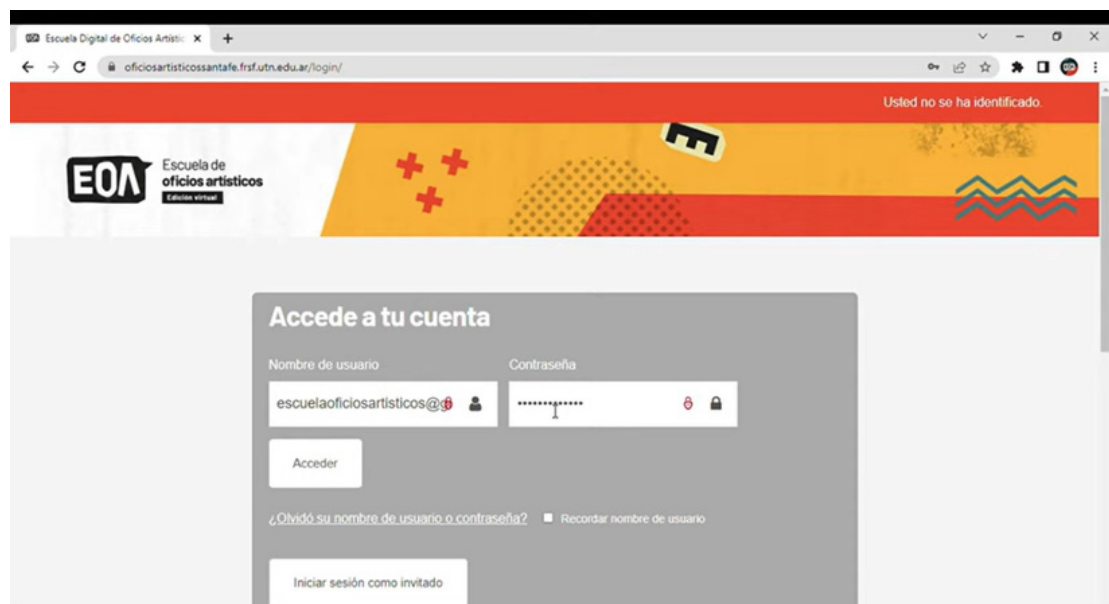 Escuela Digital de Oficios Artístic
oficiosartisticossantafe.frsf.utn.edu.ar/login/
Usted no se ha identificado.
EOA
Escuela de
oficios artísticos
Edición virtual
E
Accede a tu cuenta
Nombre de usuario
Contraseña
escuelaoficiosartisticos@g
•••••••••••••
Acceder
¿Olvidó su nombre de usuario o contraseña?
Recordar nombre de usuario
Iniciar sesión como invitado